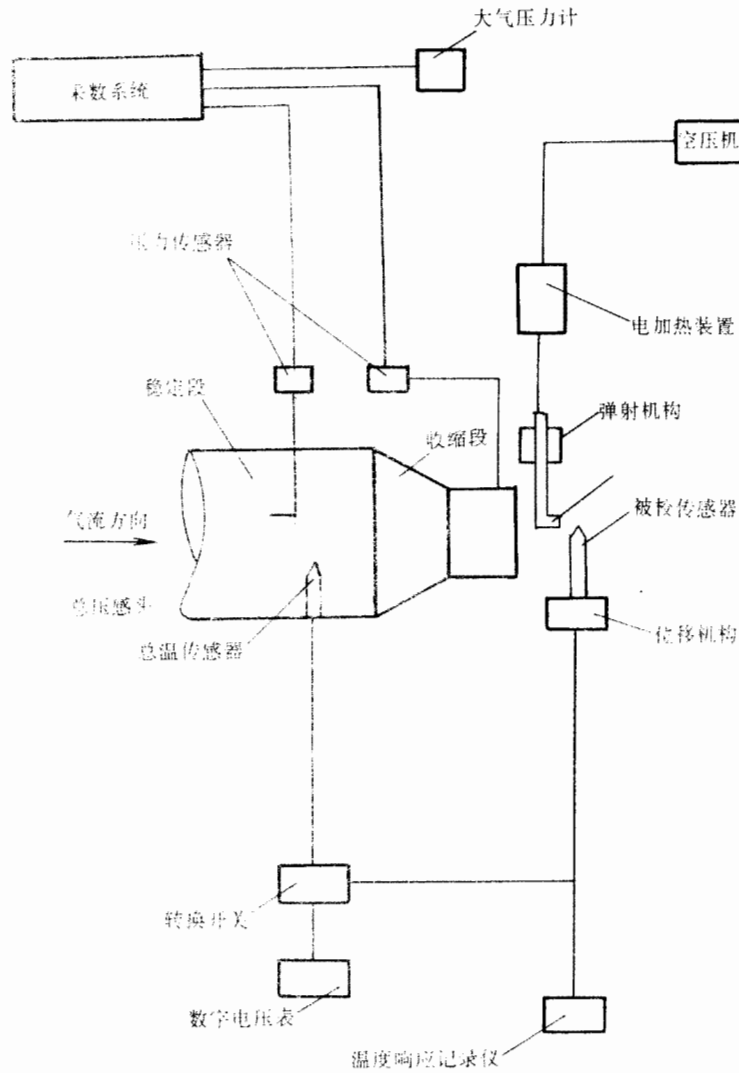 大气压力计
采数系统
空压机
压力传感器
电加热装置
稳定段
弹射机构
收缩段
气流方向
被校传感器
总压感头
总温传感器
位移机构
转换开关
数字电压表
温度响应记录仪